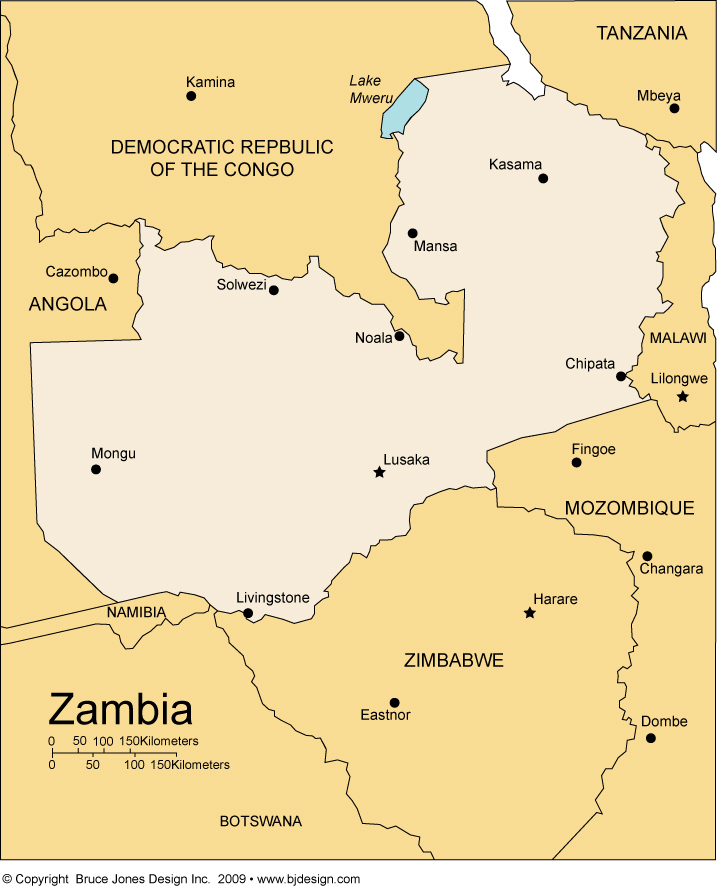 TANZANIA
Kamina
Lake
Mweru
Mbeya
DEMOCRATIC REPBULIC
OF THE CONGO
Kasama
Mansa
Cazombo
Solwezi
ANGOLA
Noala
MALAWI
Chipata
Lilongwe
Mongu
Lusaka
Fingoe
MOZOMBIQUE
Changara
Livingstone
Harare
NAMIBIA
ZIMBABWE
Zambia
Eastnor
Dombe
0 50 100 150Kilometers
0 50 100 150Kilometers
BOTSWANA
© Copyright Bruce Jones Design Inc. 2009 • www.bjdesign.com